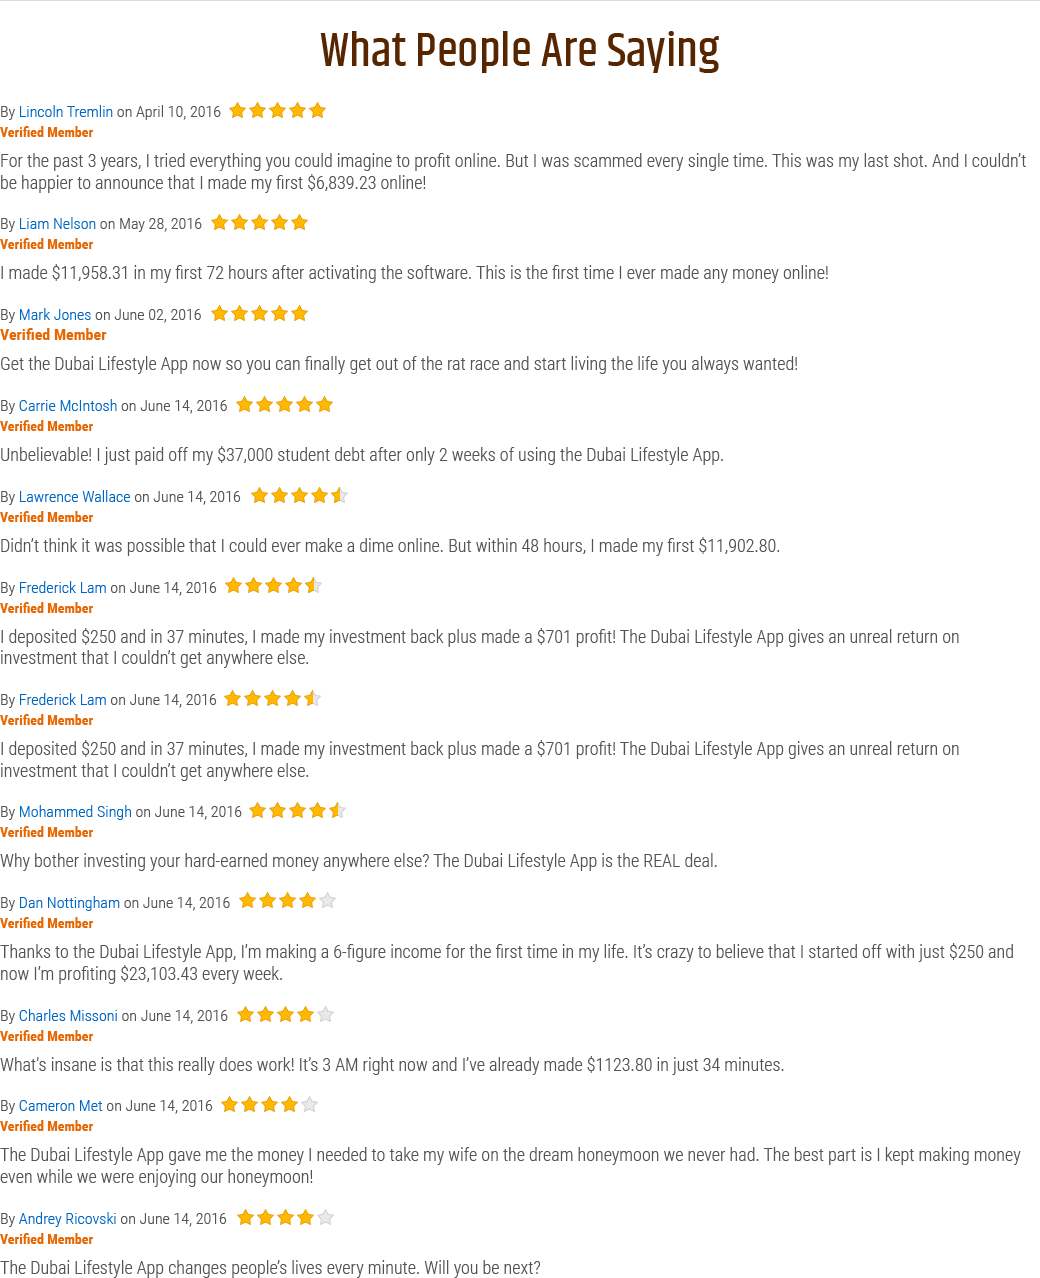 What People Are Saying
By Lincoln Tremlin on April 10, 2016
Verified Member
For the past 3 years, I tried everything you could imagine to profit online. But I was scammed every single time. This was my last shot. And I couldn’t
be happier to announce that I made my first $6,839.23 online!
By Liam Nelson on May 28, 2016
Verified Member
I made $11,958.31 in my first 72 hours after activating the software. This is the first time I ever made any money online!
By Mark Jones on June 02, 2016
Verified Member
Get the Dubai Lifestyle App now so you can finally get out of the rat race and start living the life you always wanted!
By Carrie McIntosh on June 14, 2016
Verified Member
Unbelievable! I just paid off my $37,000 student debt after only 2 weeks of using the Dubai Lifestyle App.
By Lawrence Wallace on June 14, 2016
Verified Member
Didn’t think it was possible that I could ever make a dime online. But within 48 hours, I made my first $11,902.80.
By Frederick Lam on June 14, 2016
Verified Member
I deposited $250 and in 37 minutes, I made my investment back plus made a $701 profit! The Dubai Lifestyle App gives an unreal return on
investment that I couldn’t get anywhere else.
By Frederick Lam on June 14, 2016
Verified Member
I deposited $250 and in 37 minutes, I made my investment back plus made a $701 profit! The Dubai Lifestyle App gives an unreal return on
investment that I couldn’t get anywhere else.
By Mohammed Singh on June 14, 2016
Verified Member
Why bother investing your hard-earned money anywhere else? The Dubai Lifestyle App is the REAL deal.
By Dan Nottingham on June 14, 2016
Verified Member
Thanks to the Dubai Lifestyle App, I’m making a 6-figure income for the first time in my life. It’s crazy to believe that I started off with just $250 and
now I’m profiting $23,103.43 every week.
By Charles Missoni on June 14, 2016
Verified Member
What's insane is that this really does work! It’s 3 AM right now and I’ve already made $1123.80 in just 34 minutes.
By Cameron Met on June 14, 2016
Verified Member
The Dubai Lifestyle App gave me the money I needed to take my wife on the dream honeymoon we never had. The best part is I kept making money
even while we were enjoying our honeymoon!
By Andrey Ricovski on June 14, 2016
Verified Member
The Dubai Lifestyle App changes people’s lives every minute. Will you be next?